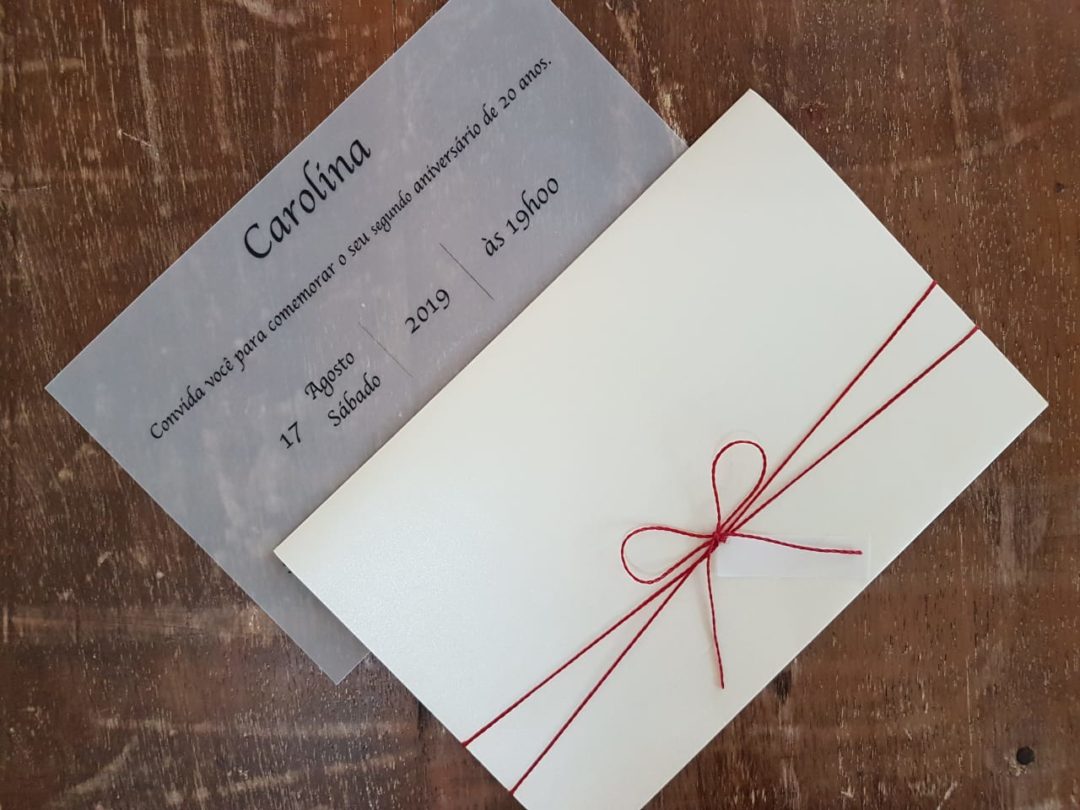 Carolina
Convida você para comemorar o seu segundo aniversário de 20 anos.
17 Agosto Sábado 2019 às 19h00